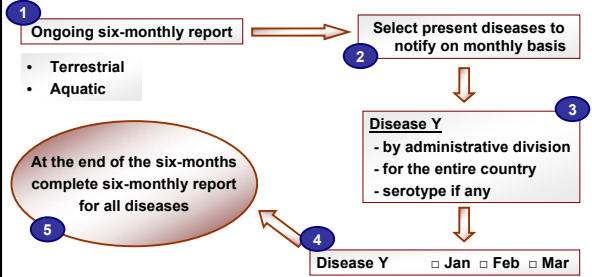 1
Ongoing six-monthly report
• Terrestrial
• Aquatic
2
Select present diseases to
notify on monthly basis
3
Disease Y
- by administrative division
- for the entire country
- serotype if any
4
Disease Y □ Jan □ Feb □ Mar
5
At the end of the six-months
complete six-monthly report
for all diseases